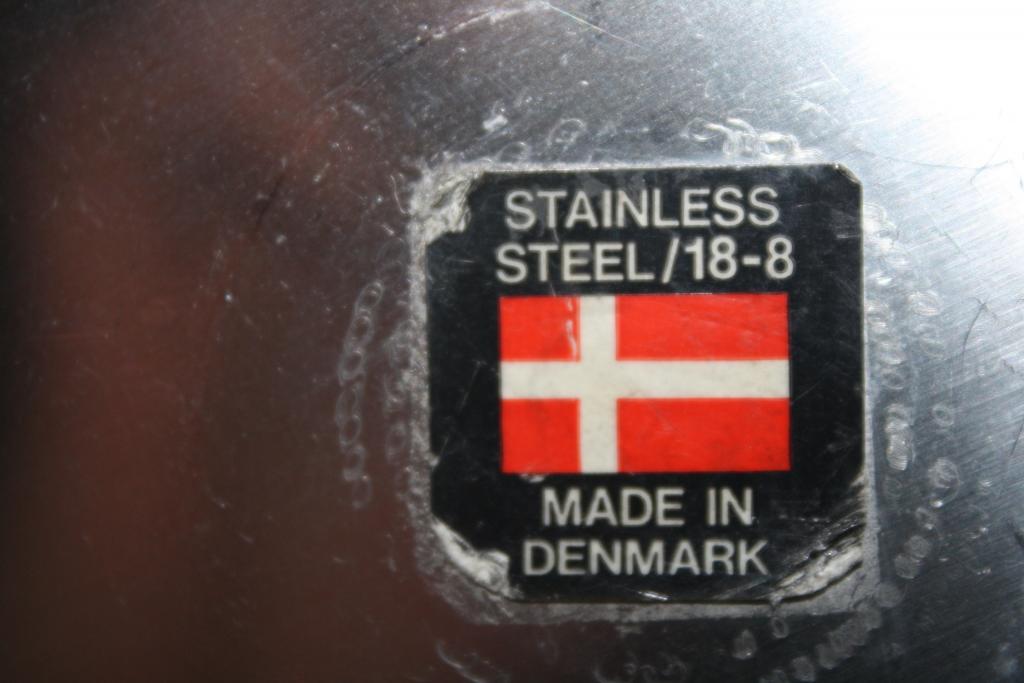 STAINLESS
STEEL/18-8
MADE IN
DENMARK